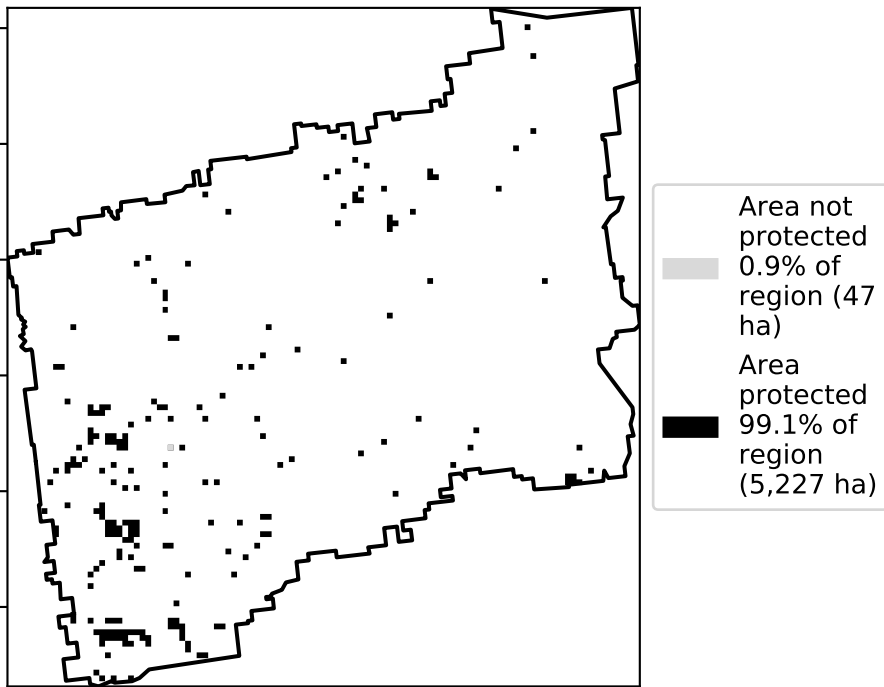 Area not
protected
0.9% of
region (47
ha)
Area
protected
99.1% of
region
(5,227 ha)